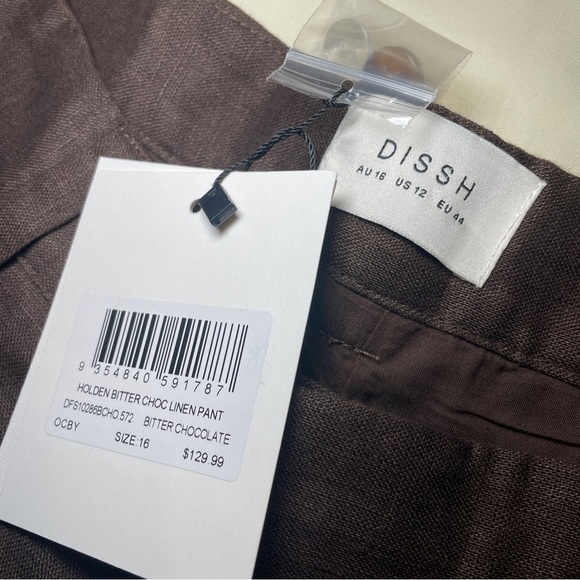 DISSH
AU 16 US 12 EU 44
9 354840 591787
HOLDEN BITTER CHOC LINEN PANT
DFS10286BCHO.572 BITTER CHOCOLATE
OCBY
SIZE:16
$129.99